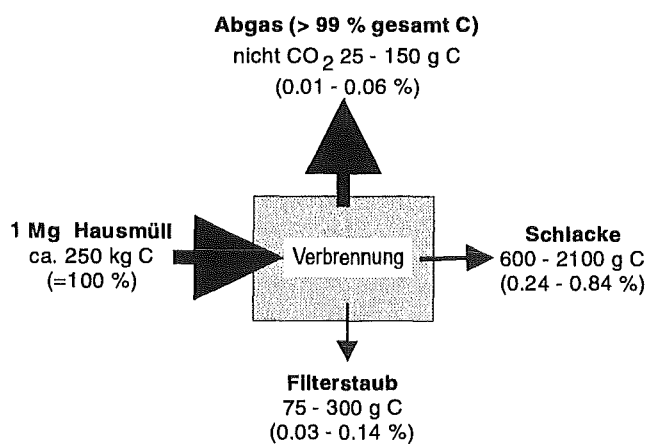 Abgas (> 99 % gesamt C)
nicht CO2 25 - 150 g C
(0.01 - 0.06 %)
1 Mg Hausmüll
ca. 250 kg C
(=100 %)
Verbrennung
Schlacke
600 - 2100 g C
(0.24 - 0.84 %)
Filterstaub
75 - 300 g C
(0.03 - 0.14 %)